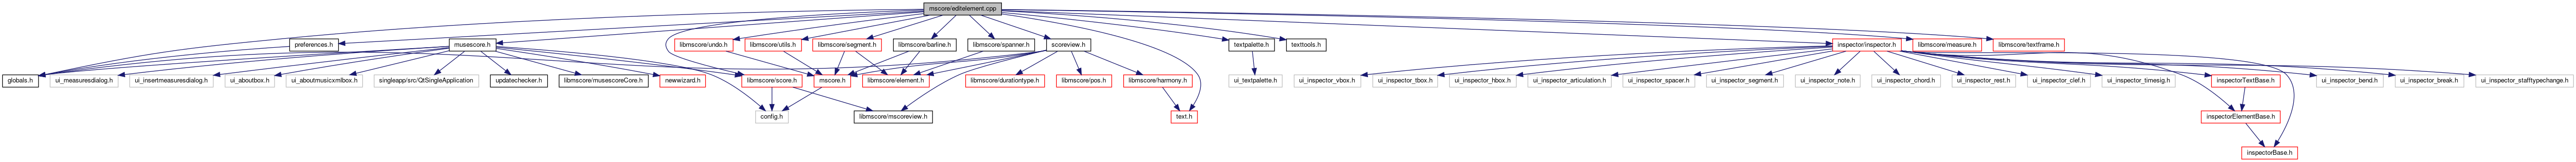 mscore/editelement.cpp
preferences.h
musescore.h
libmscore/undo.h
libmscore/utils.h
libmscore/segment.h
libmscore/barline.h
libmscore/spanner.h
scoreview.h
textpalette.h
texttools.h
inspector/inspector.h
libmscore/measure.h
libmscore/textframe.h
globals.h
ui_measuresdialog.h
ui_insertmeasuresdialog.h
ui_aboutbox.h
ui_aboutmusicxmlbox.h
singleapp/src/QtSingleApplication
updatechecker.h
libmscore/musescoreCore.h
newwizard.h
libmscore/score.h
mscore.h
libmscore/element.h
libmscore/durationtype.h
libmscore/pos.h
libmscore/harmony.h
ui_textpalette.h
ui_inspector_vbox.h
ui_inspector_tbox.h
ui_inspector_hbox.h
ui_inspector_articulation.h
ui_inspector_spacer.h
ui_inspector_segment.h
ui_inspector_note.h
ui_inspector_chord.h
ui_inspector_rest.h
ui_inspector_clef.h
ui_inspector_timesig.h
inspectorTextBase.h
ui_inspector_bend.h
ui_inspector_break.h
ui_inspector_stafftypechange.h
config.h
libmscore/mscoreview.h
text.h
inspectorElementBase.h
inspectorBase.h